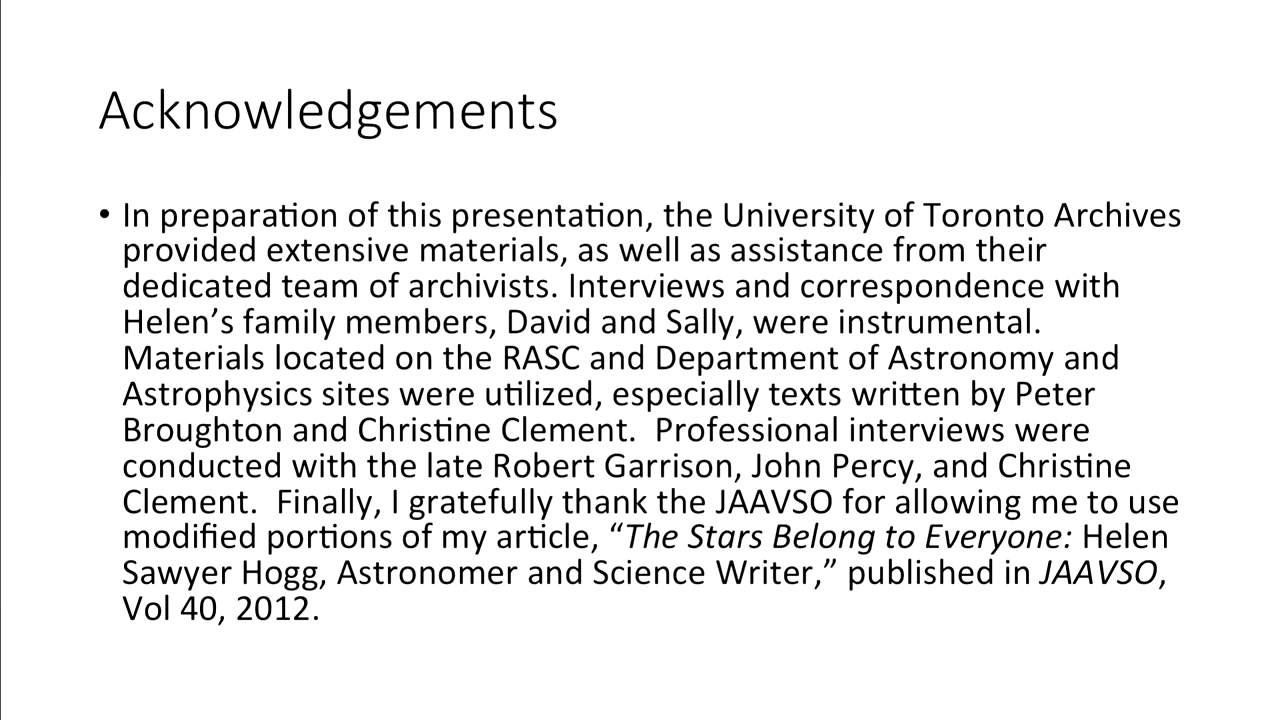 Acknowledgements
• In preparation of this presentation, the University of Toronto Archives
provided extensive materials, as well as assistance from their
dedicated team of archivists. Interviews and correspondence with
Helen’s family members, David and Sally, were instrumental.
Materials located on the RASC and Department of Astronomy and
Astrophysics sites were utilized, especially texts written by Peter
Broughton and Christine Clement.  Professional interviews were
conducted with the late Robert Garrison, John Percy, and Christine
Clement.  Finally, I gratefully thank the JAAVSO for allowing me to use
modified portions of my article, “The Stars Belong to Everyone: Helen
Sawyer Hogg, Astronomer and Science Writer,” published in JAAVSO,
Vol 40, 2012.